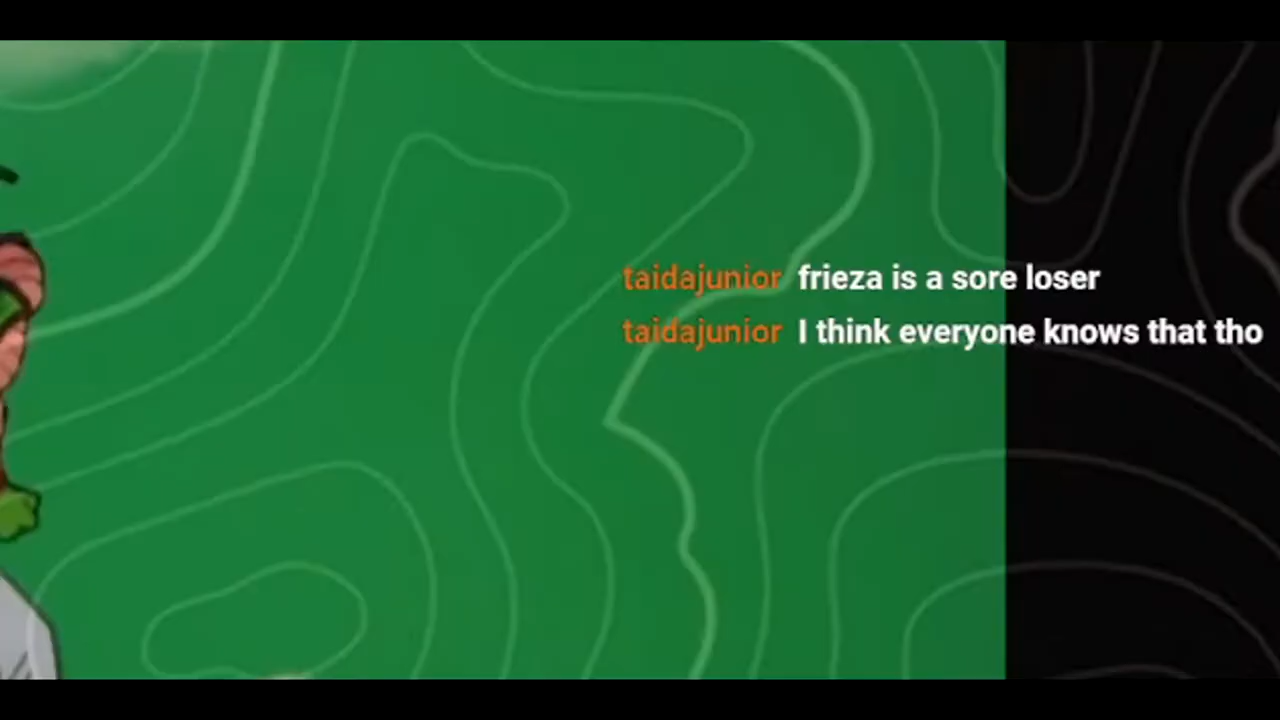 taidajunior frieza is a sore loser
taidajunior I think everyone knows that tho